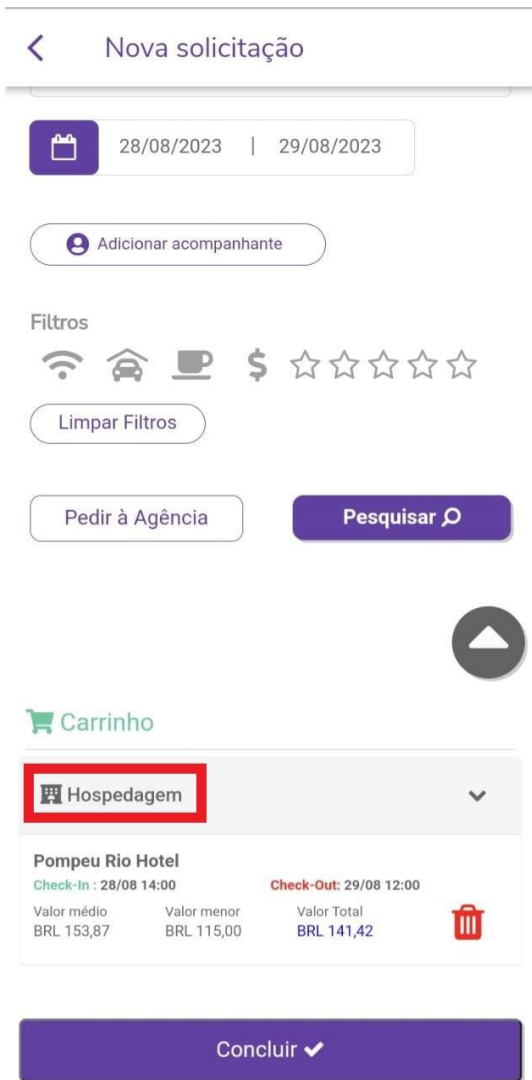 Nova solicitação
28/08/2023 | 29/08/2023
Adicionar acompanhante
Filtros
Limpar Filtros
Pedir à Agência
Pesquisar
Carrinho
Hospedagem
Pompeu Rio Hotel
Check-In : 28/08 14:00 Check-Out: 29/08 12:00
Valor médio Valor menor Valor Total
BRL 153,87 BRL 115,00 BRL 141,42
Concluir